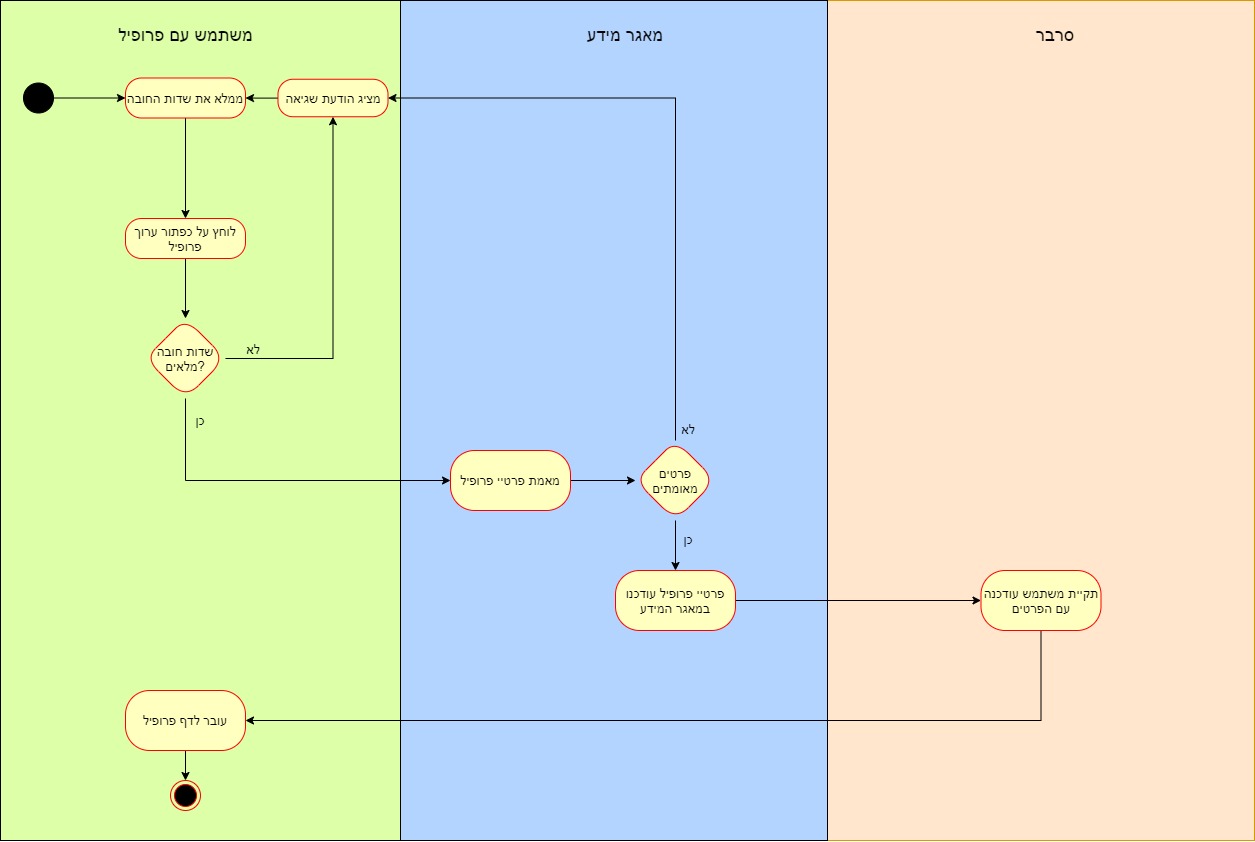 משתמש עם פרופיל
מאגר מידע
סרבר
ממלא את שדות החובה
מציג הודעת שגיאה
לוחץ על כפתור ערוך
פרופיל
שדות חובה
מלאים?
לא
כן
מאמת פרטיי פרופיל
לא
פרטים
מאומתים
כן
פרטיי פרופיל עודכנו
במאגר המידע
תקיית משתמש עודכנה
עם הפרטים
עובר לדף פרופיל